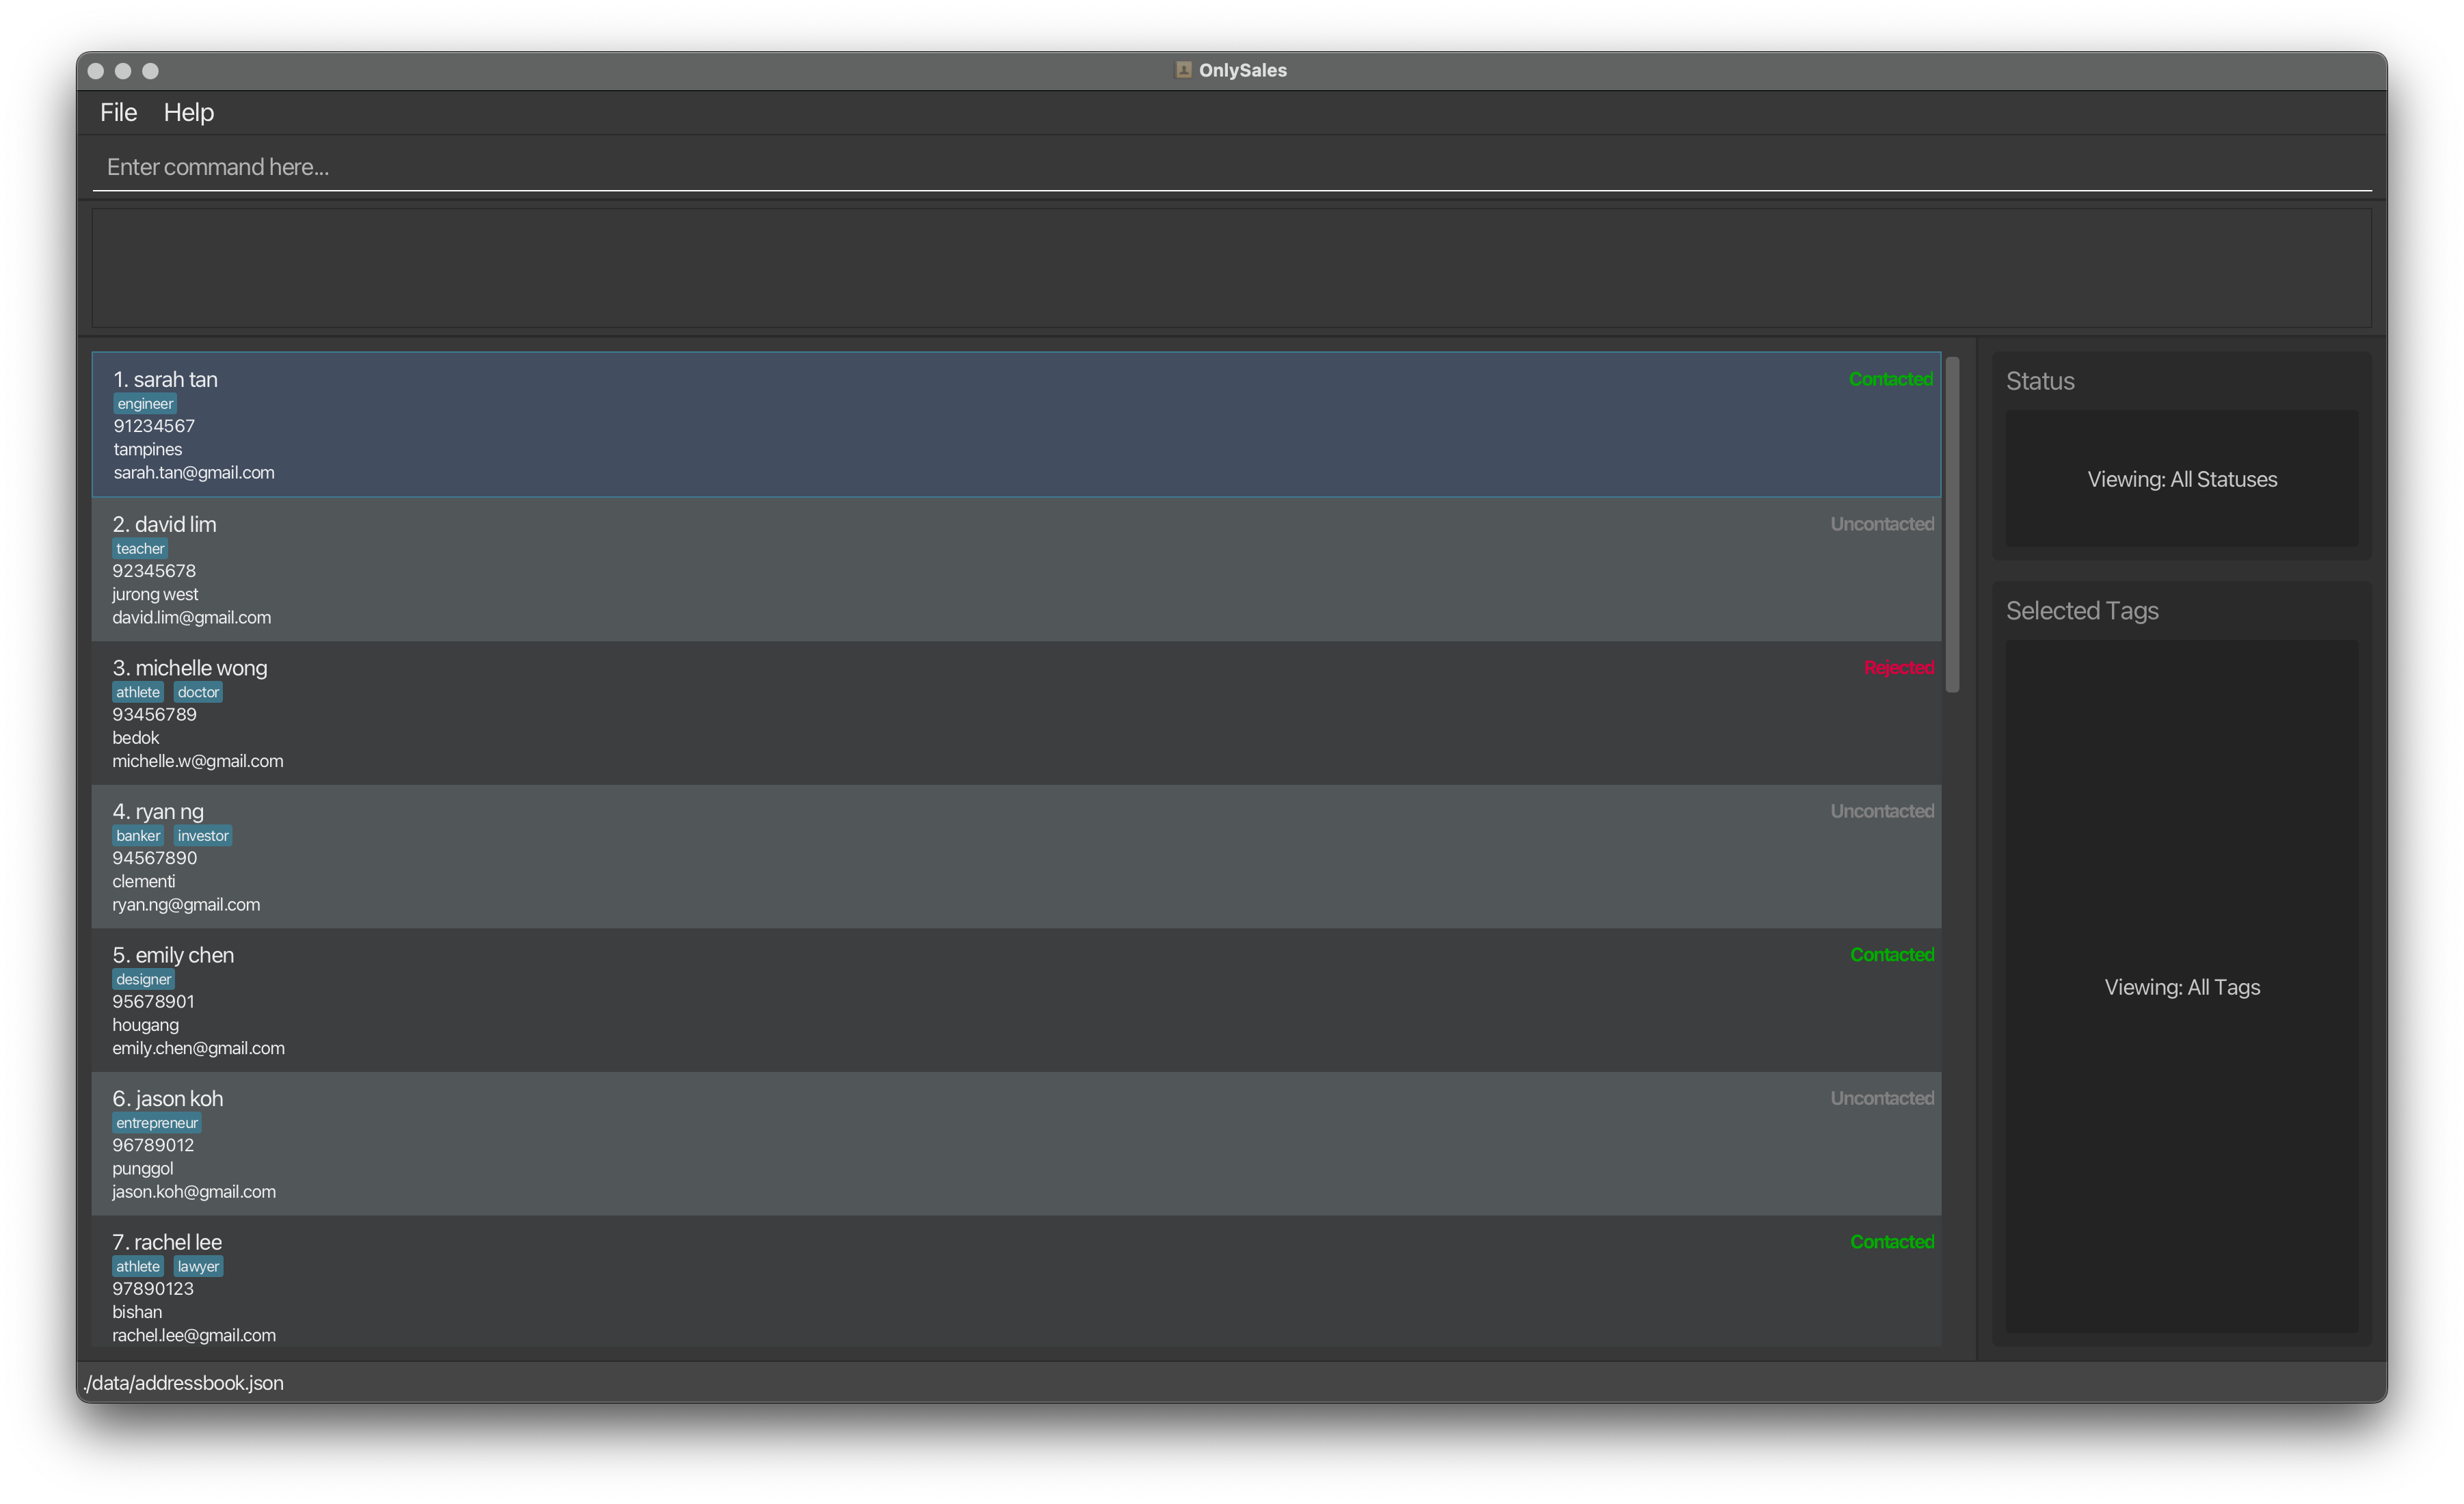 OnlySales
File Help
Enter command here...
1. sarah tan Contacted
engineer
91234567
tampines
sarah.tan@gmail.com
2. david lim Uncontacted
teacher
92345678
jurong west
david.lim@gmail.com
3. michelle wong Rejected
athlete doctor
93456789
bedok
michelle.w@gmail.com
4. ryan ng Uncontacted
banker investor
94567890
clementi
ryan.ng@gmail.com
5. emily chen Contacted
designer
95678901
hougang
emily.chen@gmail.com
6. jason koh Uncontacted
entrepreneur
96789012
punggol
jason.koh@gmail.com
7. rachel lee Contacted
athlete lawyer
97890123
bishan
rachel.lee@gmail.com
Status
Viewing: All Statuses
Selected Tags
Viewing: All Tags
./data/addressbook.json